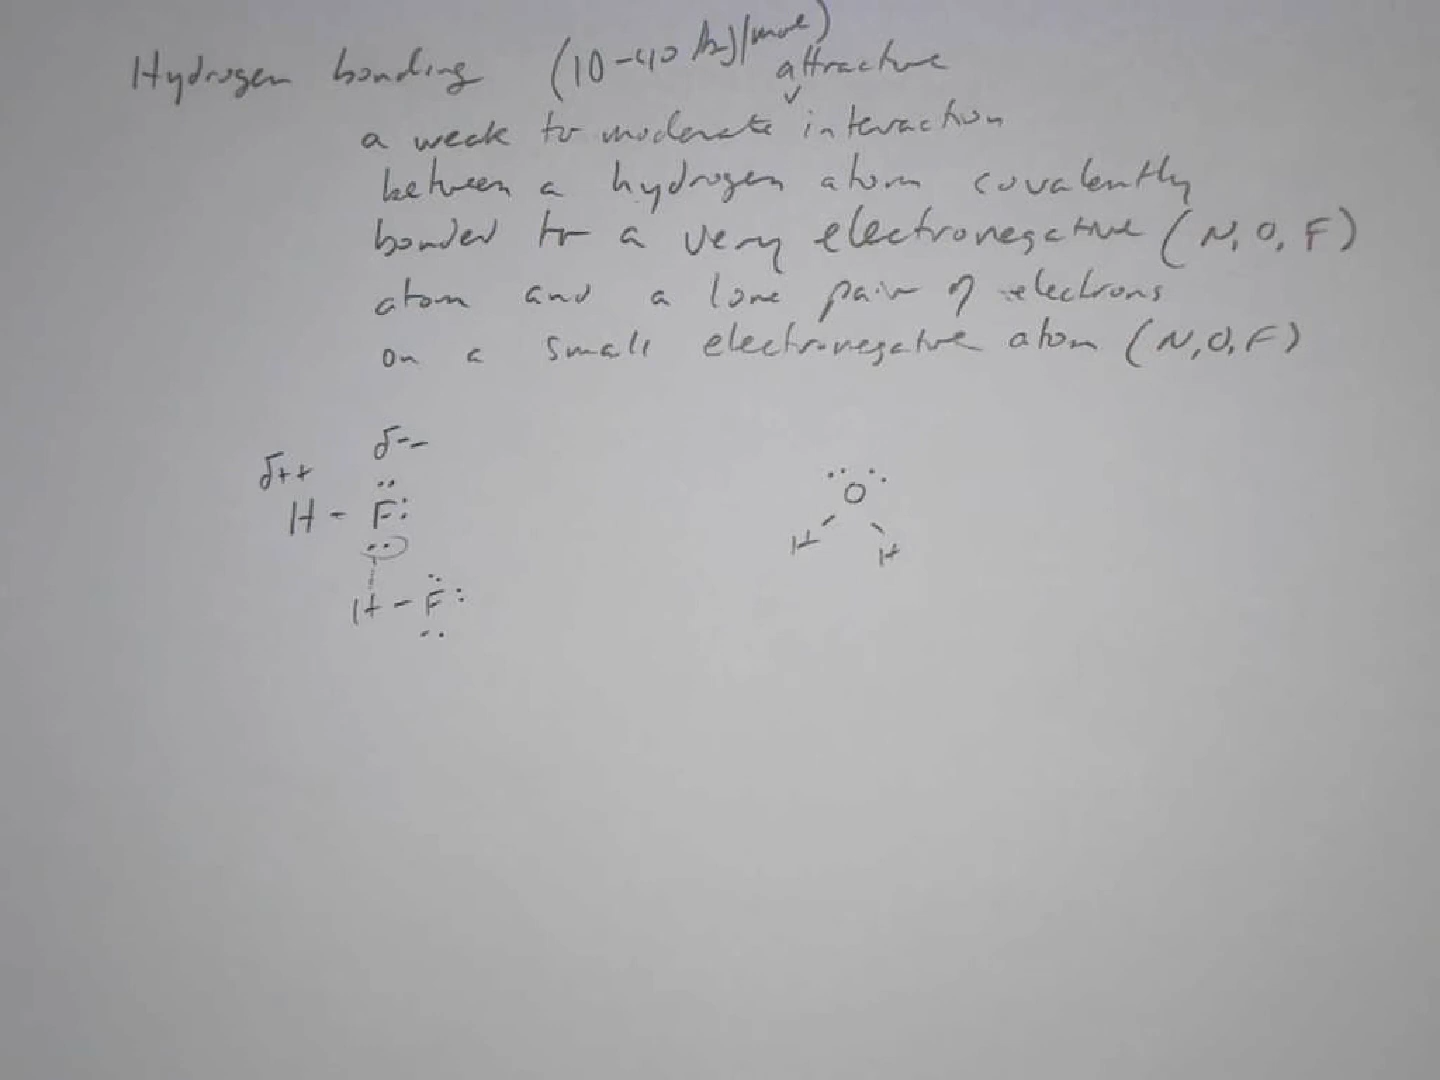 Hydrogen bonding (10-40 kJ/mole)
attractive
a weak to moderate interaction
between a hydrogen atom covalently
bonded to a very electronegative (N, O, F)
atom and a lone pair of electrons
on a small electronegative atom (N, O, F)
δ--
δ++
H - F:
H - F:
O
H H